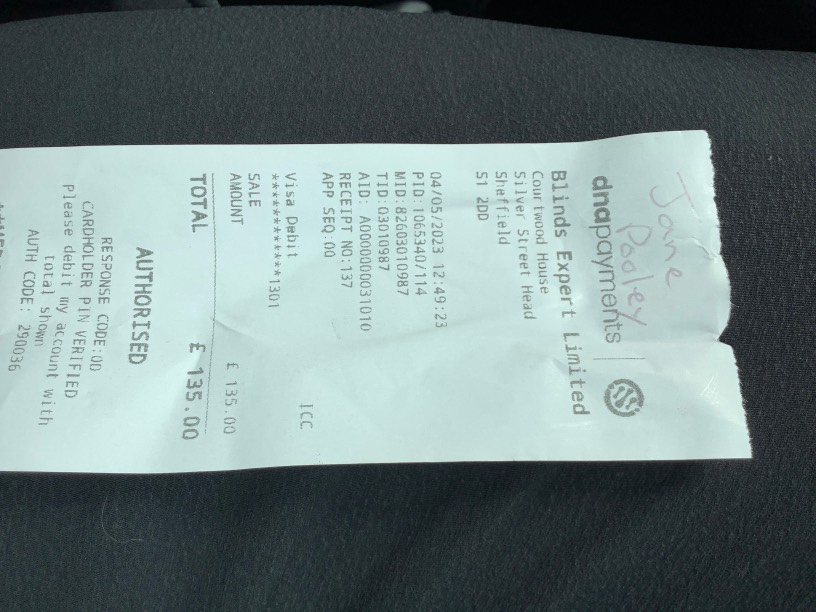 Jane
Pooley
dnapayments
Blinds Expert Limited
Courtwood House
Silver Street Head
Sheffield
S1 2DD
04/05/2023 12:49:23
PID:1065340/114
MID:82603010987
TID:03010987
AID: A0000000031010
RECEIPT NO:137
APP SEQ:00
ICC
Visa Debit
************1301
SALE
AMOUNT £ 135.00
TOTAL £ 135.00
AUTHORISED
RESPONSE CODE:00
CARDHOLDER PIN VERIFIED
Please debit my account with
total shown
AUTH CODE: 290036